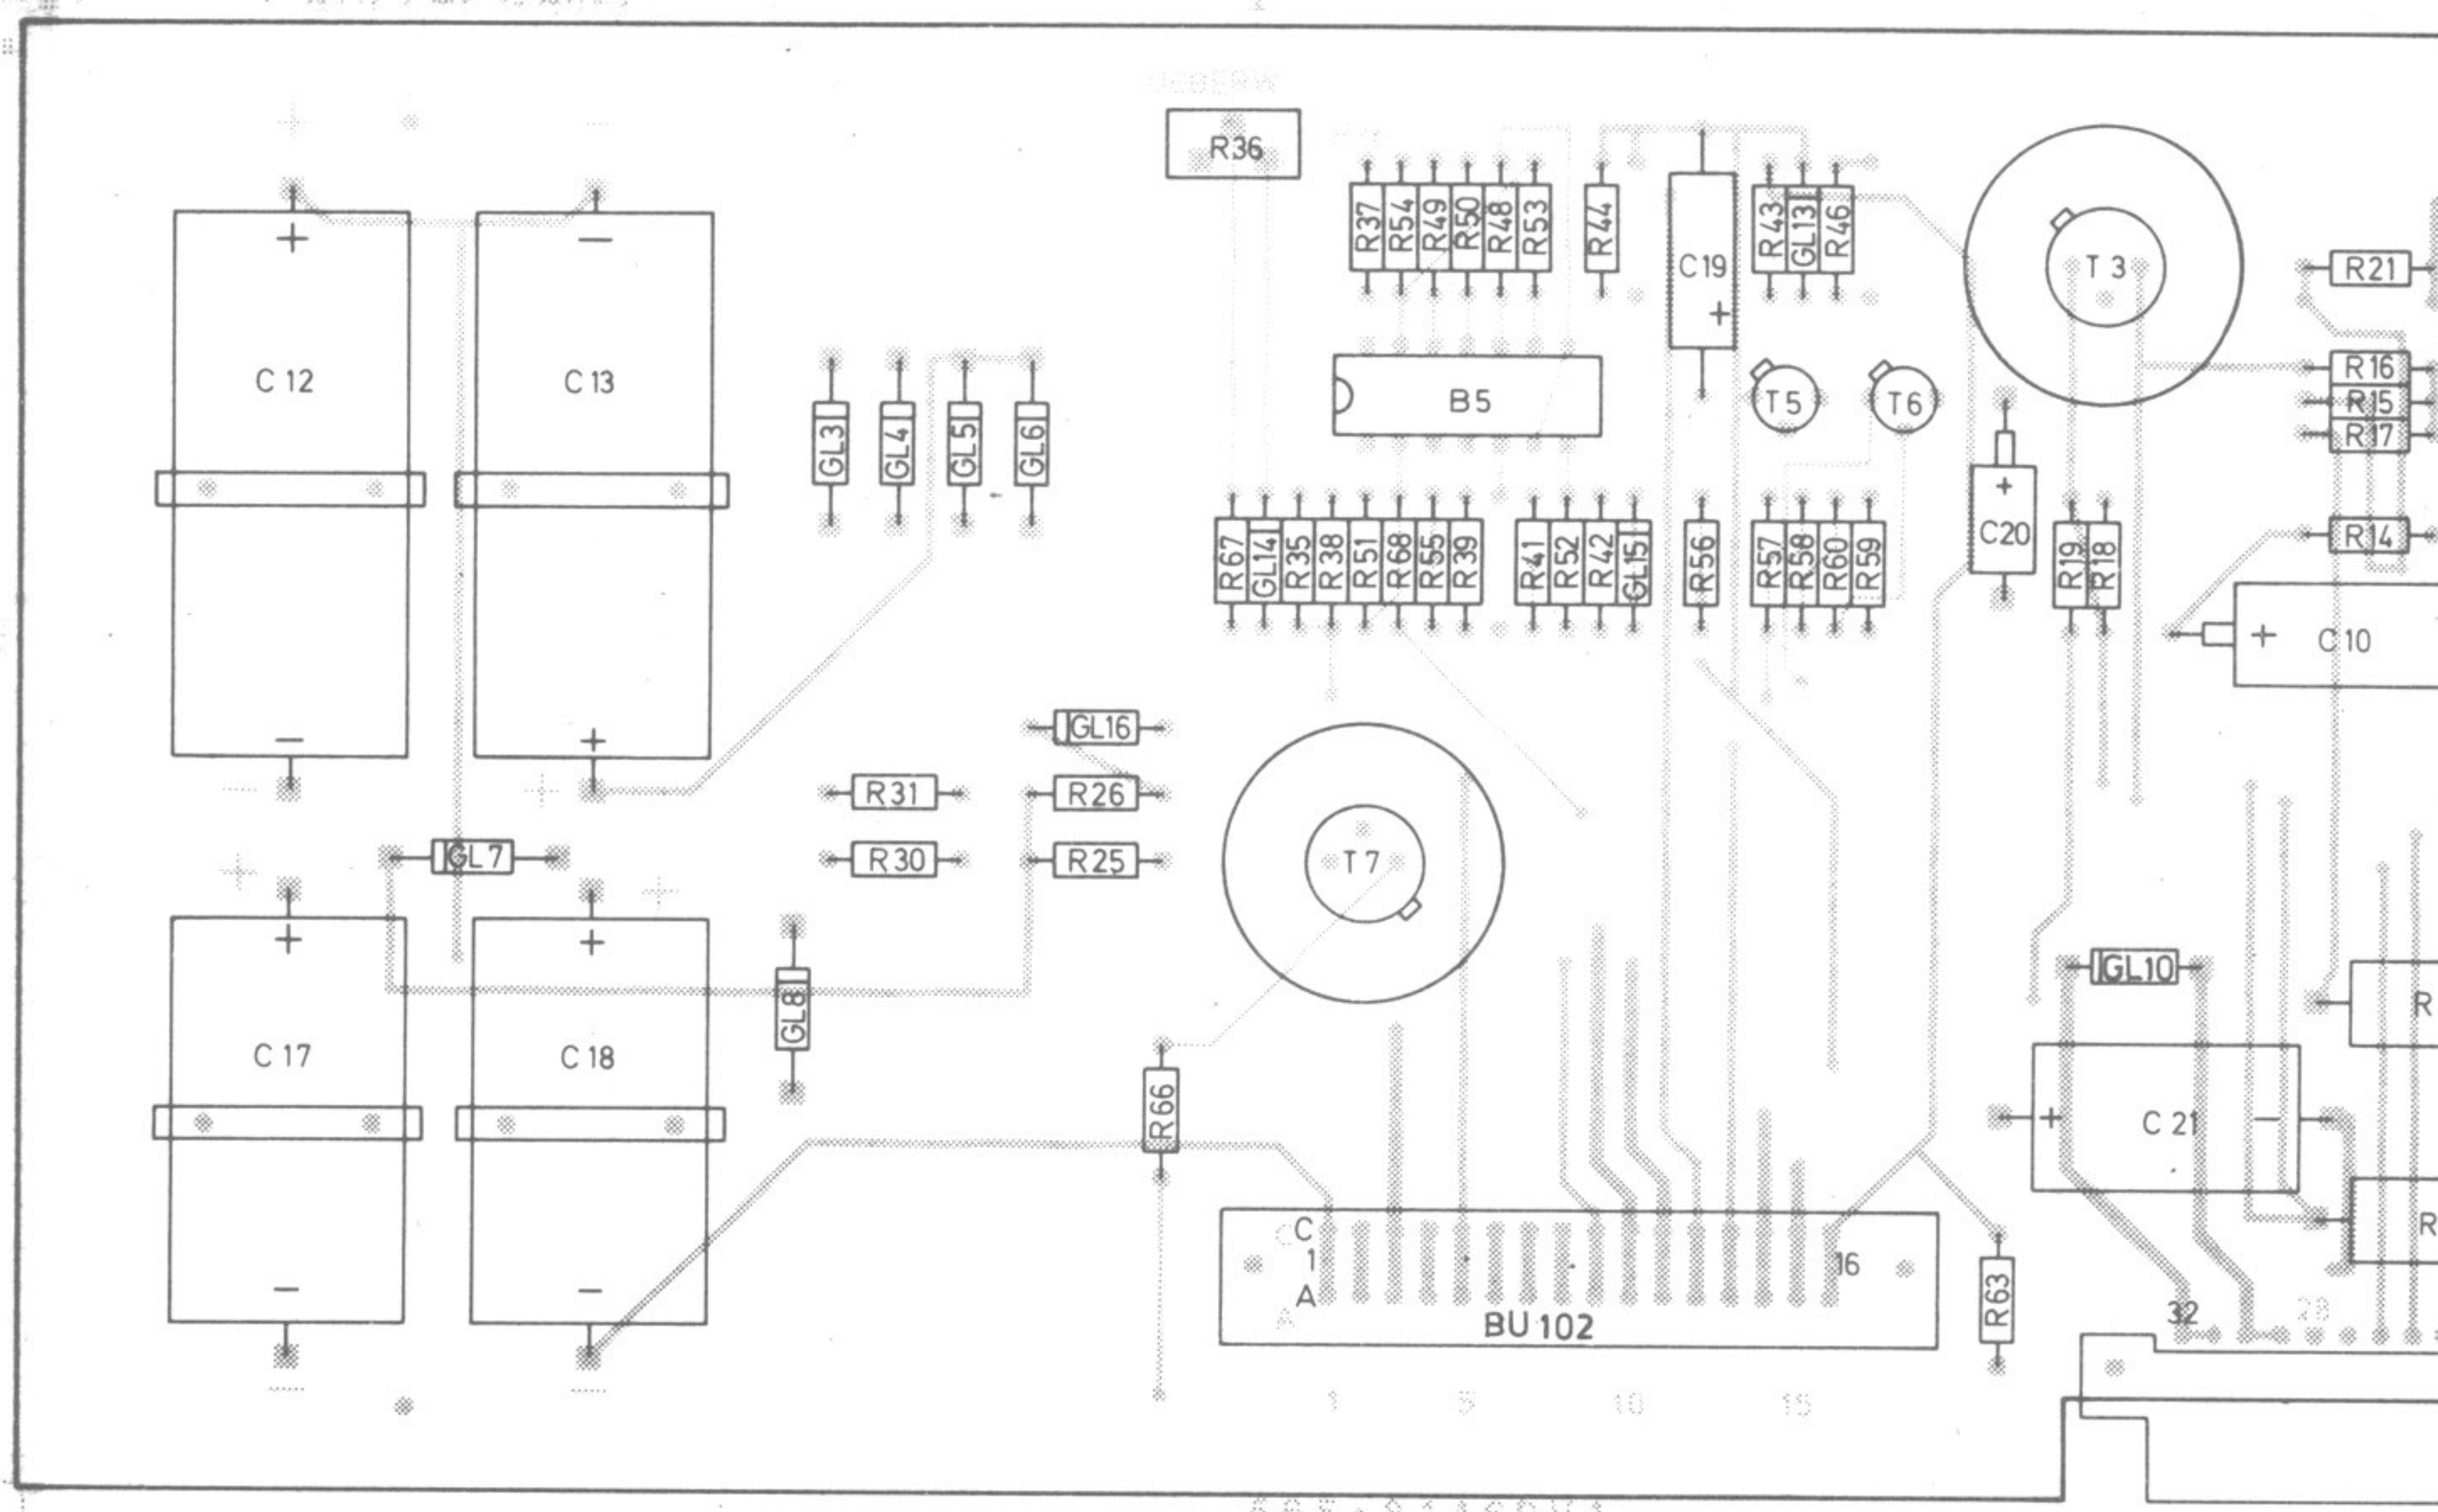 R36
R37 R54 R49 R50 R48 R53 R44 C19 + R43 GL13 R46 T3 R21
+ −
C12 C13
GL3 GL4 GL5 GL6 B5 T5 T6 R16
R15
R17
R67 GL14 R35 R38 R51 R68 R55 R39 R41 R52 R42 GL15 R56 R57 R58 R60 R59 + C20 R19 R18 R14
+ C10
− +
GL16
R31 R26
R30 R25
GL7 T7
+ +
GL8 GL10
R
C17 C18 R66 + C21 −
C
1 16
A
BU102
R63 R
− −
32 28
1 5 10 15